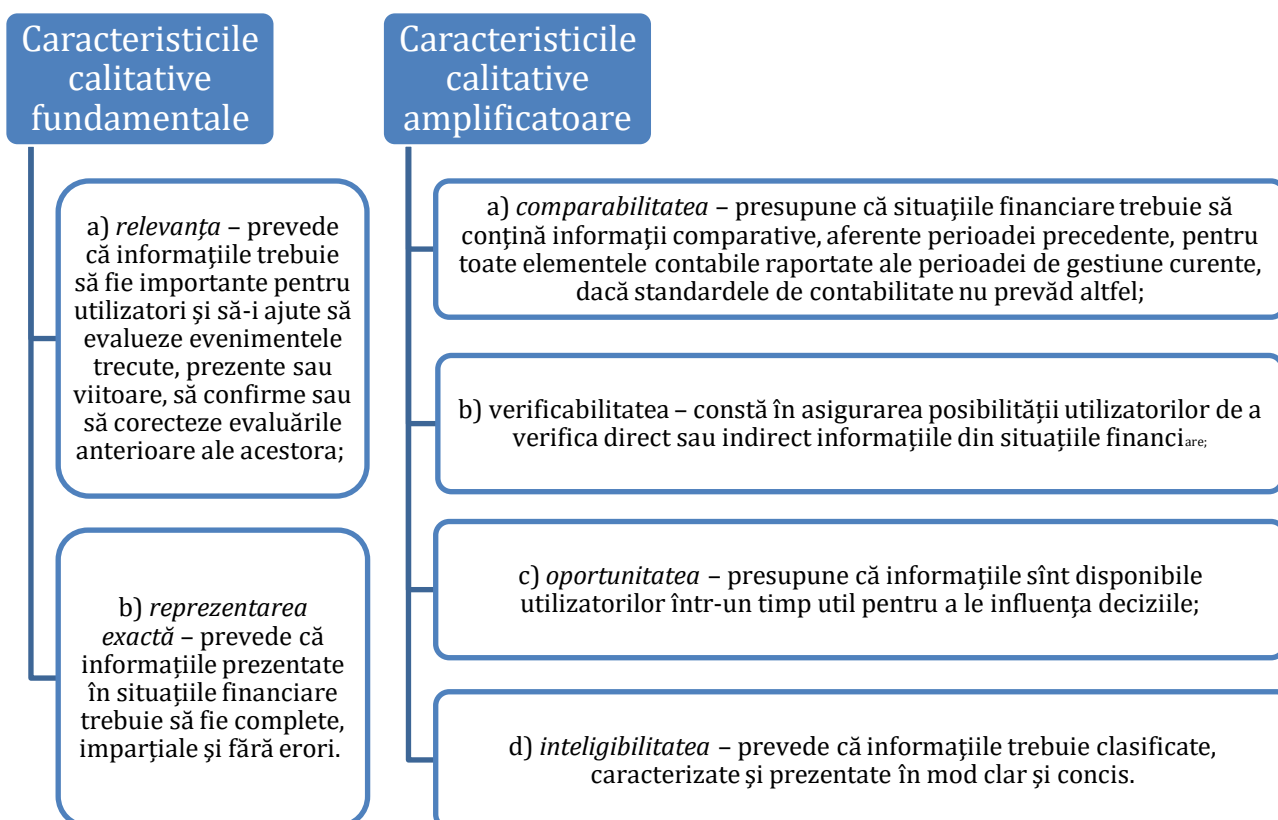 Caracteristicile
calitative
fundamentale
a) relevanța – prevede
că informațiile trebuie
să fie importante pentru
utilizatori și să-i ajute să
evalueze evenimentele
trecute, prezente sau
viitoare, să confirme sau
să corecteze evaluările
anterioare ale acestora;
b) reprezentarea
exactă – prevede că
informațiile prezentate
în situațiile financiare
trebuie să fie complete,
imparțiale și fără erori.
Caracteristicile
calitative
amplificatoare
a) comparabilitatea – presupune că situațiile financiare trebuie să
conțină informații comparative, aferente perioadei precedente, pentru
toate elementele contabile raportate ale perioadei de gestiune curente,
dacă standardele de contabilitate nu prevăd altfel;
b) verificabilitatea – constă în asigurarea posibilității utilizatorilor de a
verifica direct sau indirect informațiile din situațiile financiare;
c) oportunitatea – presupune că informațiile sînt disponibile
utilizatorilor într-un timp util pentru a le influența deciziile;
d) inteligibilitatea – prevede că informațiile trebuie clasificate,
caracterizate și prezentate în mod clar și concis.